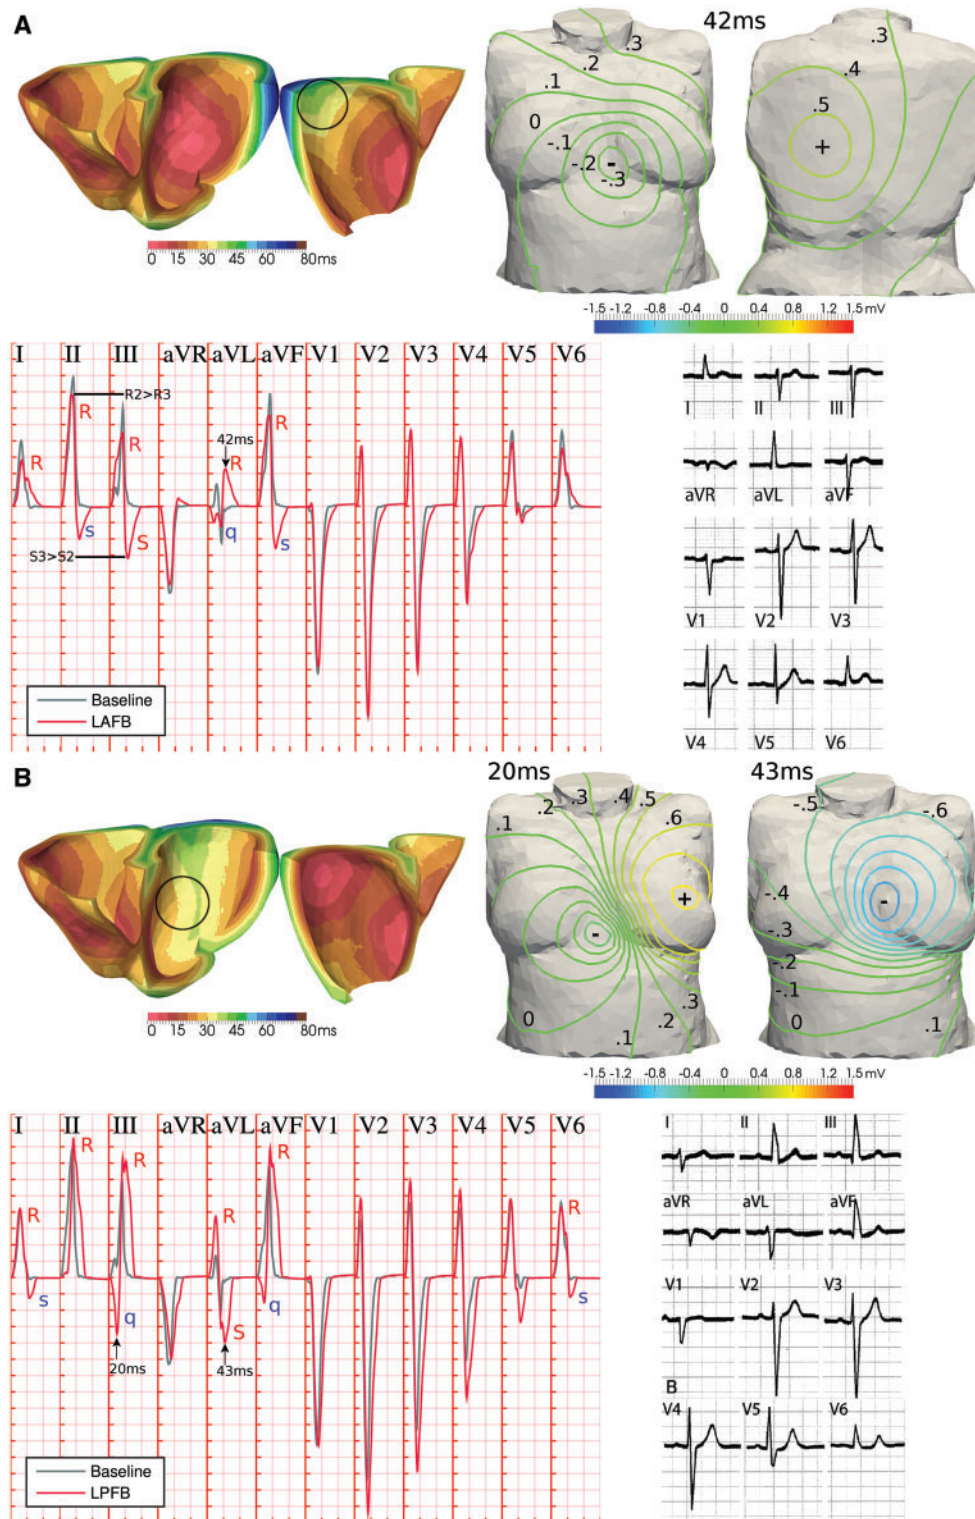 A
42ms
.3
.2
.1
0
-.1
-.2
-
-.3
.3
.4
.5
+
0 15 30 45 60 80ms
-1.5 -1.2 -0.8 -0.4 0 0.4 0.8 1.2 1.5 mV
I II III aVR aVL aVF V1 V2 V3 V4 V5 V6
R2>R3
R
R
R
42ms
R
R
s
S3>S2
S
q
s
Baseline
LAFB
I II III
aVR aVL aVF
V1 V2 V3
V4 V5 V6
B
20ms
.3
.2
.1
.4
.5
.6
+
-
0
.1
.2
.3
43ms
-.5
-.6
-.4
-
-.3
-.2
-.1
0
.1
0 15 30 45 60 80ms
-1.5 -1.2 -0.8 -0.4 0 0.4 0.8 1.2 1.5 mV
I II III aVR aVL aVF V1 V2 V3 V4 V5 V6
R
R
R
R
R
R
s
q
S
q
s
20ms
43ms
Baseline
LPFB
I II III
aVR aVL aVF
V1 V2 V3
B
V4 V5 V6